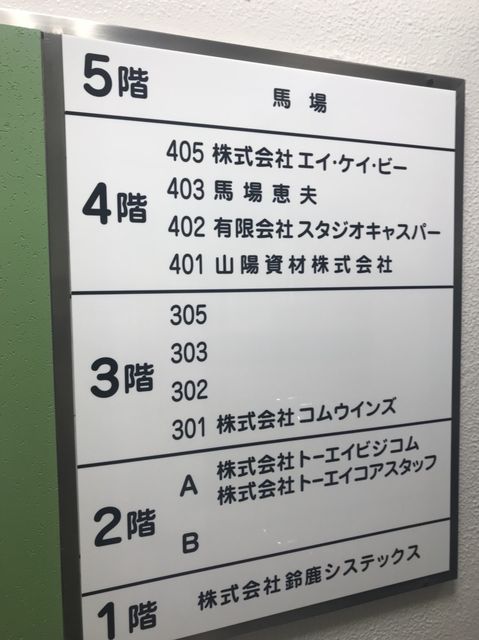 5階 馬場
4階
405 株式会社 エイ・ケイ・ビー
403 馬場恵夫
402 有限会社 スタジオキャスパー
401 山陽資材株式会社
3階
305
303
302
301 株式会社 コムウインズ
2階
A 株式会社 トーエイビジコム
株式会社 トーエイコアスタッフ
B
1階 株式会社 鈴鹿システックス